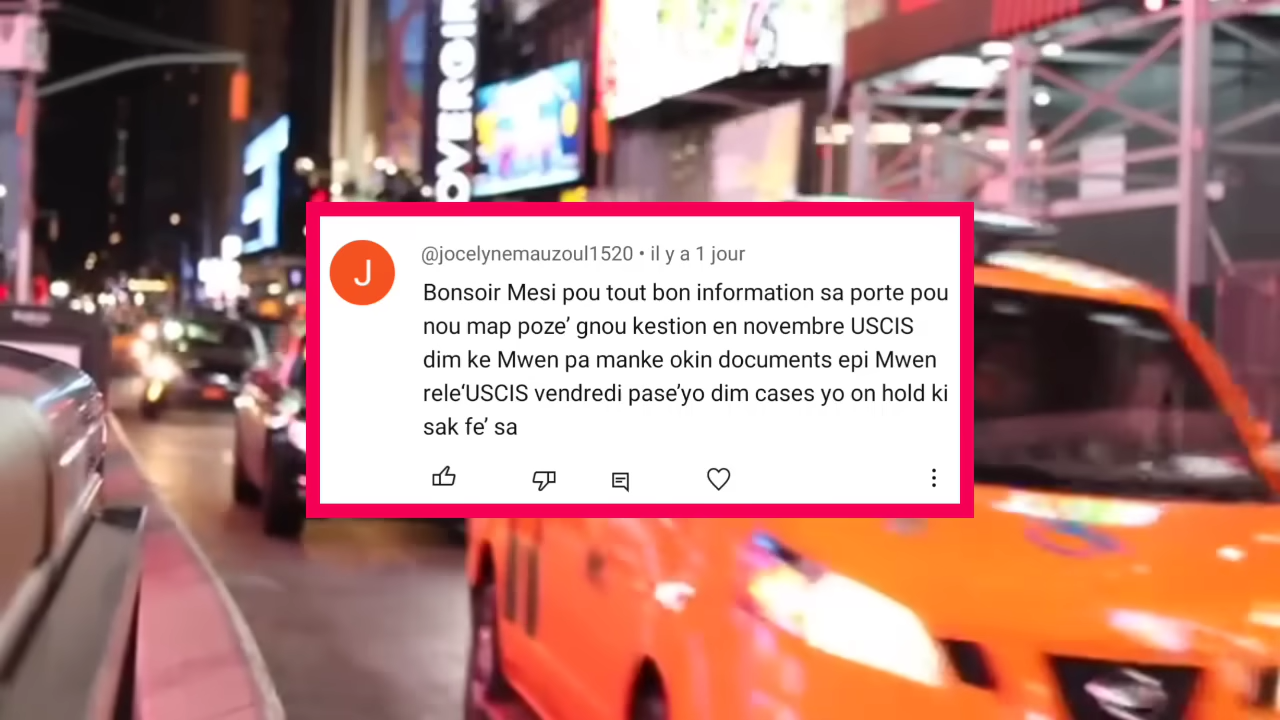 OVERGIN
J
@jocelynemauzoul1520 • il y a 1 jour
Bonsoir Mesi pou tout bon information sa porte pou
nou map poze’ gnou kestion en novembre USCIS
dim ke Mwen pa manke okin documents epi Mwen
rele‘USCIS vendredi pase’yo dim cases yo on hold ki
sak fe’ sa